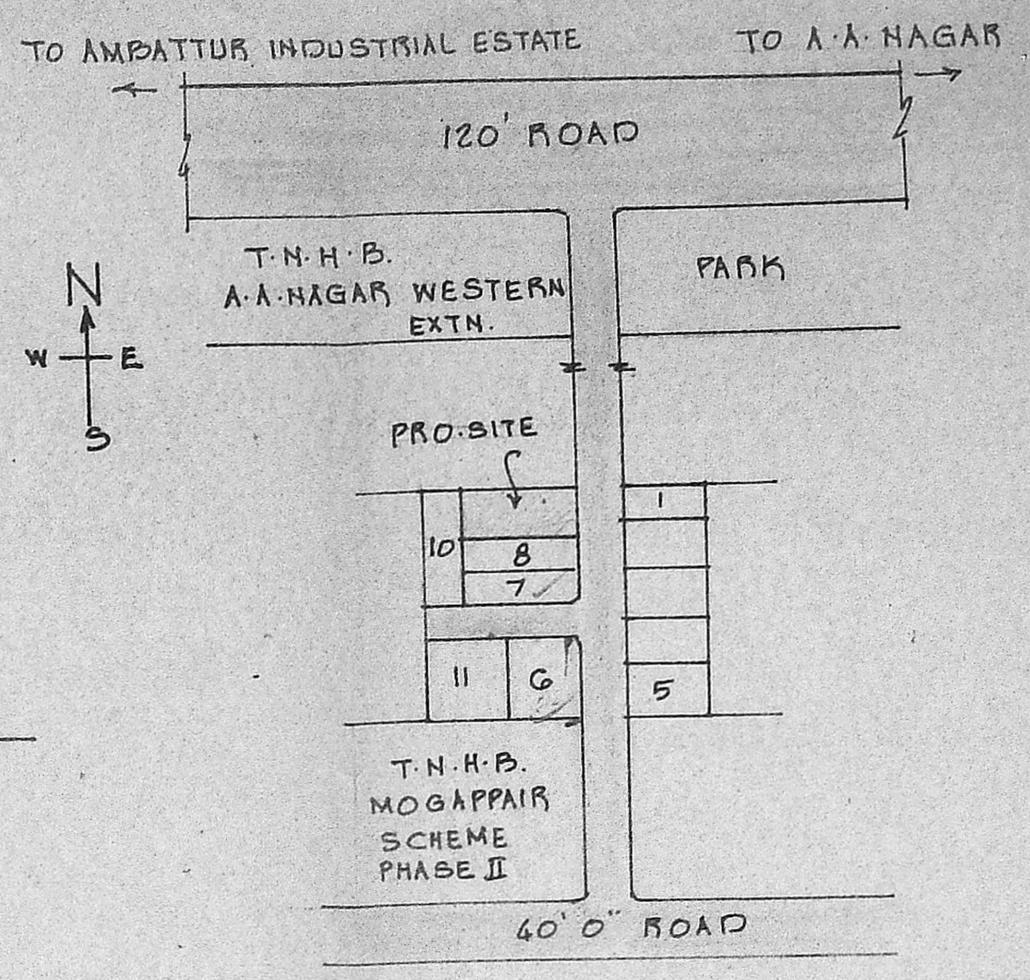 TO AMBATTUR INDUSTRIAL ESTATE
TO A.A. NAGAR
120' ROAD
T.N.H.B.
A.A.NAGAR WESTERN
EXTN.
PARK
N
W E
S
PRO.SITE
1
10
8
7
11
6
5
T.N.H.B.
MOGAPPAIR
SCHEME
PHASE II
40' 0" ROAD